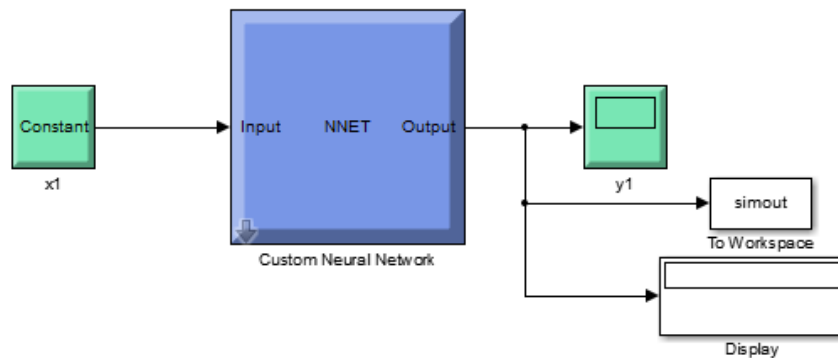 Constant
x1
Input NNET Output
Custom Neural Network
y1
simout
To Workspace
Display